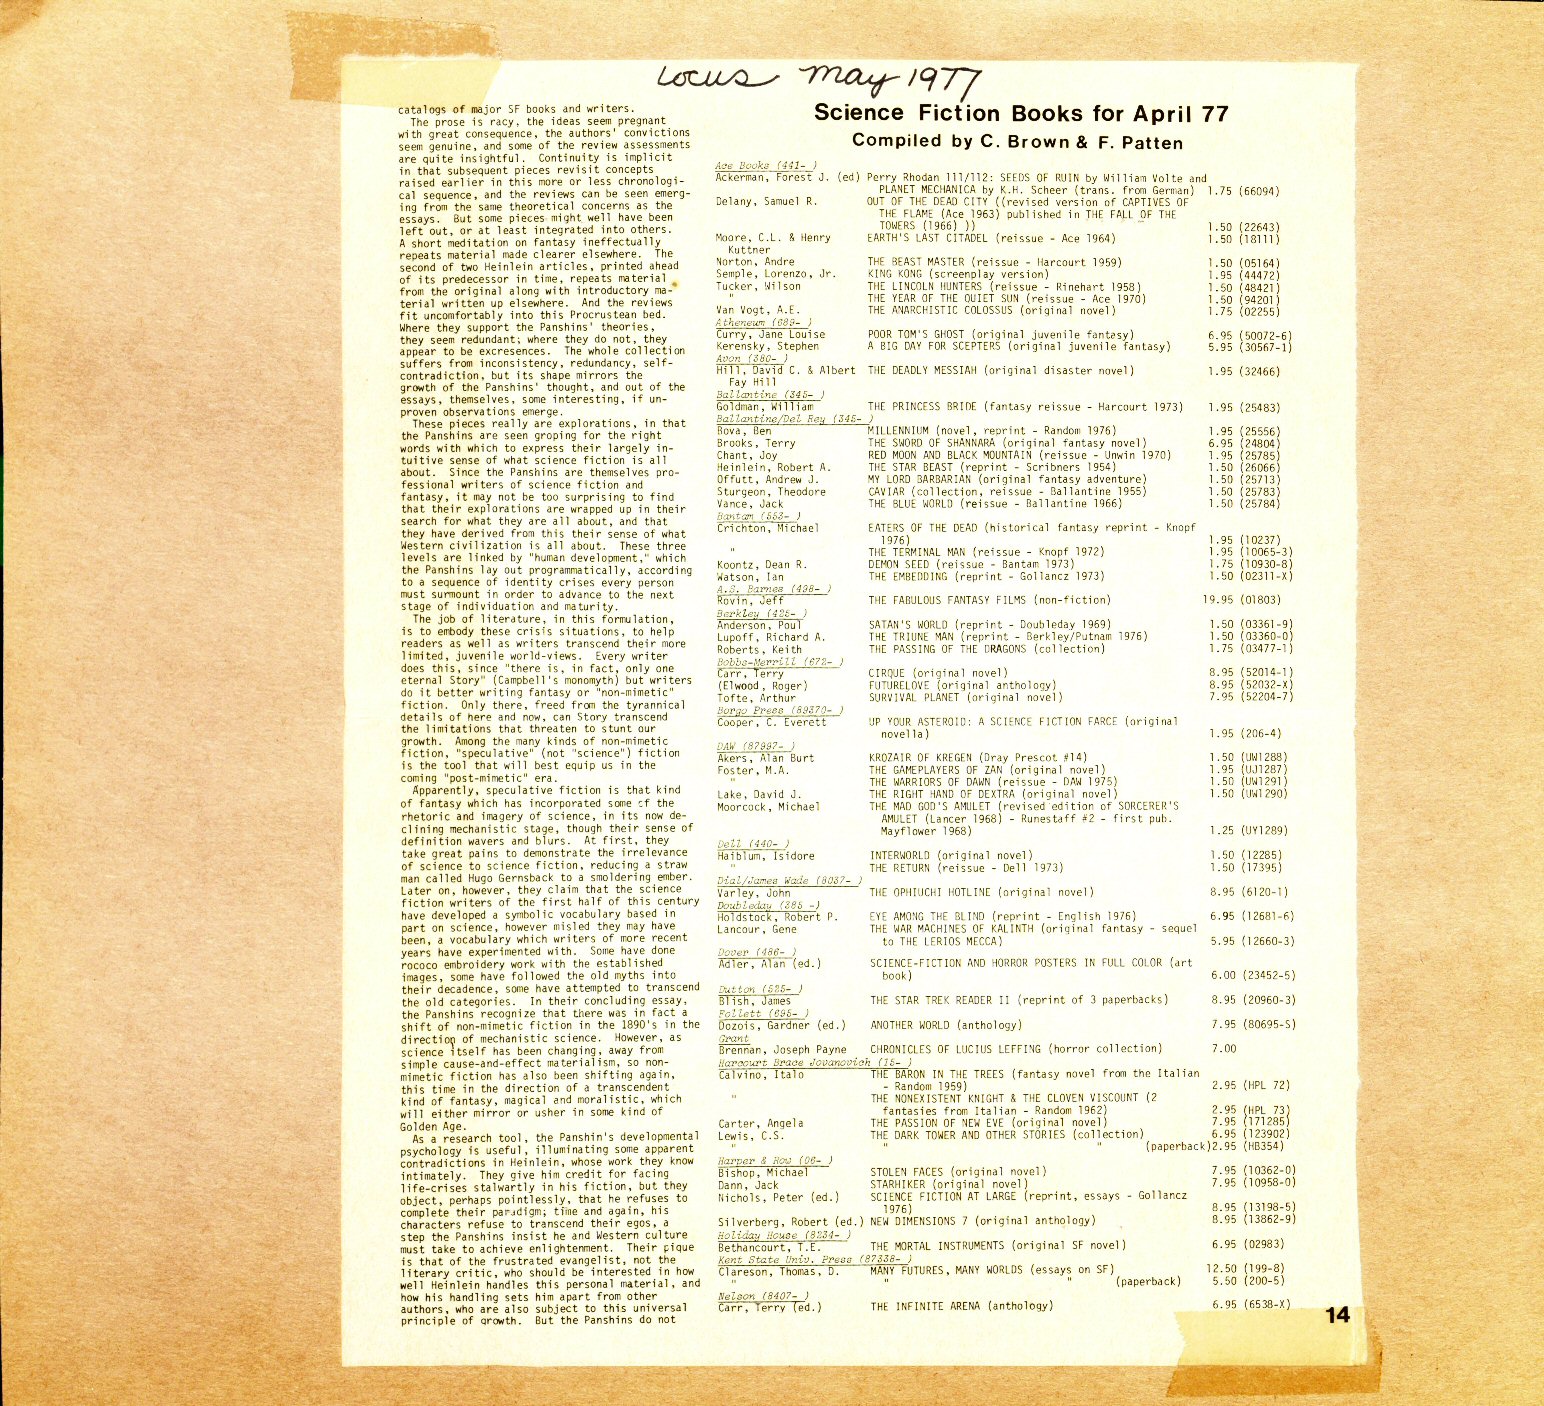 Locus May 1977
catalogs of major SF books and writers.
The prose is racy, the ideas seem pregnant
with great consequence, the authors' convictions
seem genuine, and some of the review assessments
are quite insightful. Continuity is implicit
in that subsequent pieces revisit concepts
raised earlier in this more or less chronologi-
cal sequence, and the reviews can be seen emerg-
ing from the same theoretical concerns as the
essays. But some pieces might well have been
left out, or at least integrated into others.
A short meditation on fantasy ineffectually
repeats material made clearer elsewhere. The
second of two Heinlein articles, printed ahead
of its predecessor in time, repeats material
from the original along with introductory ma-
terial written up elsewhere. And the reviews
fit uncomfortably into this Procrustean bed.
Where they support the Panshins' theories,
they seem redundant; where they do not, they
appear to be excresences. The whole collection
suffers from inconsistency, redundancy, self-
contradiction, but its shape mirrors the
growth of the Panshins' thought, and out of the
essays, themselves, some interesting, if un-
proven observations emerge.
These pieces really are explorations, in that
the Panshins are seen groping for the right
words with which to express their largely in-
tuitive sense of what science fiction is all
about. Since the Panshins are themselves pro-
fessional writers of science fiction and
fantasy, it may not be too surprising to find
that their explorations are wrapped up in their
search for what they are all about, and that
they have derived from this their sense of what
Western civilization is all about. These three
levels are linked by "human development," which
the Panshins lay out programmatically, according
to a sequence of identity crises every person
must surmount in order to advance to the next
stage of individuation and maturity.
The job of literature, in this formulation,
is to embody these crisis situations, to help
readers as well as writers transcend their more
limited, juvenile world-views. Every writer
does this, since "there is, in fact, only one
eternal Story" (Campbell's monomyth) but writers
do it better writing fantasy or "non-mimetic"
fiction. Only there, freed from the tyrannical
details of here and now, can Story transcend
the limitations that threaten to stunt our
growth. Among the many kinds of non-mimetic
fiction, "speculative" (not "science") fiction
is the tool that will best equip us in the
coming "post-mimetic" era.
Apparently, speculative fiction is that kind
of fantasy which has incorporated some of the
rhetoric and imagery of science, in its now de-
clining mechanistic stage, though their sense of
definition wavers and blurs. At first, they
take great pains to demonstrate the irrelevance
of science to science fiction, reducing a straw
man called Hugo Gernsback to a smoldering ember.
Later on, however, they claim that the science
fiction writers of the first half of this century
have developed a symbolic vocabulary based in
part on science, however misled they may have
been, a vocabulary which writers of more recent
years have experimented with. Some have done
rococo embroidery work with the established
images, some have followed the old myths into
their decadence, some have attempted to transcend
the old categories. In their concluding essay,
the Panshins recognize that there was in fact a
shift of non-mimetic fiction in the 1890's in the
direction of mechanistic science. However, as
science itself has been changing, away from
simple cause-and-effect materialism, so non-
mimetic fiction has also been shifting again,
this time in the direction of a transcendent
kind of fantasy, magical and moralistic, which
will either mirror or usher in some kind of
Golden Age.
As a research tool, the Panshin's developmental
psychology is useful, illuminating some apparent
contradictions in Heinlein, whose work they know
intimately. They give him credit for facing
life-crises stalwartly in his fiction, but they
object, perhaps pointlessly, that he refuses to
complete their paradigm; time and again, his
characters refuse to transcend their egos, a
step the Panshins insist he and Western culture
must take to achieve enlightenment. Their pique
is that of the frustrated evangelist, not the
literary critic, who should be interested in how
well Heinlein handles this personal material, and
how his handling sets him apart from other
authors, who are also subject to this universal
principle of growth. But the Panshins do not
Science Fiction Books for April 77
Compiled by C. Brown & F. Patten
Ace Books (441- )
Ackerman, Forest J. (ed) Perry Rhodan 111/112: SEEDS OF RUIN by William Volte and
PLANET MECHANICA by K.H. Scheer (trans. from German) 1.75 (66094)
Delany, Samuel R. OUT OF THE DEAD CITY ((revised version of CAPTIVES OF
THE FLAME (Ace 1963) published in THE FALL OF THE
TOWERS (1966) )) 1.50 (22643)
Moore, C.L. & Henry EARTH'S LAST CITADEL (reissue - Ace 1964) 1.50 (18111)
Kuttner
Norton, Andre THE BEAST MASTER (reissue - Harcourt 1959) 1.50 (05164)
Semple, Lorenzo, Jr. KING KONG (screenplay version) 1.95 (44472)
Tucker, Wilson THE LINCOLN HUNTERS (reissue - Rinehart 1958) 1.50 (48421)
" THE YEAR OF THE QUIET SUN (reissue - Ace 1970) 1.50 (94201)
Van Vogt, A.E. THE ANARCHISTIC COLOSSUS (original novel) 1.75 (02255)
Atheneum (689- )
Curry, Jane Louise POOR TOM'S GHOST (original juvenile fantasy) 6.95 (50072-6)
Kerensky, Stephen A BIG DAY FOR SCEPTERS (original juvenile fantasy) 5.95 (30567-1)
Avon (380- )
Hill, David C. & Albert THE DEADLY MESSIAH (original disaster novel) 1.95 (32466)
Fay Hill
Ballantine (345- )
Goldman, William THE PRINCESS BRIDE (fantasy reissue - Harcourt 1973) 1.95 (25483)
Ballantine/Del Rey (345- )
Bova, Ben MILLENNIUM (novel, reprint - Random 1976) 1.95 (25556)
Brooks, Terry THE SWORD OF SHANNARA (original fantasy novel) 6.95 (24804)
Chant, Joy RED MOON AND BLACK MOUNTAIN (reissue - Unwin 1970) 1.95 (25785)
Heinlein, Robert A. THE STAR BEAST (reprint - Scribners 1954) 1.50 (26066)
Offutt, Andrew J. MY LORD BARBARIAN (original fantasy adventure) 1.50 (25713)
Sturgeon, Theodore CAVIAR (collection, reissue - Ballantine 1955) 1.50 (25783)
Vance, Jack THE BLUE WORLD (reissue - Ballantine 1966) 1.50 (25784)
Bantam (553- )
Crichton, Michael EATERS OF THE DEAD (historical fantasy reprint - Knopf
1976) 1.95 (10237)
" THE TERMINAL MAN (reissue - Knopf 1972) 1.95 (10065-3)
Koontz, Dean R. DEMON SEED (reissue - Bantam 1973) 1.75 (10930-8)
Watson, Ian THE EMBEDDING (reprint - Gollancz 1973) 1.50 (02311-X)
A.S. Barnes (498- )
Rovin, Jeff THE FABULOUS FANTASY FILMS (non-fiction) 19.95 (01803)
Berkley (425- )
Anderson, Poul SATAN'S WORLD (reprint - Doubleday 1969) 1.50 (03361-9)
Lupoff, Richard A. THE TRIUNE MAN (reprint - Berkley/Putnam 1976) 1.50 (03360-0)
Roberts, Keith THE PASSING OF THE DRAGONS (collection) 1.75 (03477-1)
Bobbs-Merrill (672- )
Carr, Terry CIRQUE (original novel) 8.95 (52014-1)
(Elwood, Roger) FUTURELOVE (original anthology) 8.95 (52032-X)
Tofte, Arthur SURVIVAL PLANET (original novel) 7.95 (52204-7)
Borgo Press (89370- )
Cooper, C. Everett UP YOUR ASTEROID: A SCIENCE FICTION FARCE (original
novella) 1.95 (206-4)
DAW (87997- )
Akers, Alan Burt KROZAIR OF KREGEN (Dray Prescot #14) 1.50 (UW1288)
Foster, M.A. THE GAMEPLAYERS OF ZAN (original novel) 1.95 (UJ1287)
" THE WARRIORS OF DAWN (reissue - DAW 1975) 1.50 (UW1291)
Lake, David J. THE RIGHT HAND OF DEXTRA (original novel) 1.50 (UW1290)
Moorcock, Michael THE MAD GOD'S AMULET (revised edition of SORCERER'S
AMULET (Lancer 1968) - Runestaff #2 - first pub.
Mayflower 1968) 1.25 (UY1289)
Dell (440- )
Haiblum, Isidore INTERWORLD (original novel) 1.50 (12285)
" THE RETURN (reissue - Dell 1973) 1.50 (17395)
Dial/James Wade (8037- )
Varley, John THE OPHIUCHI HOTLINE (original novel) 8.95 (6120-1)
Doubleday (385 -)
Holdstock, Robert P. EYE AMONG THE BLIND (reprint - English 1976) 6.95 (12681-6)
Lancour, Gene THE WAR MACHINES OF KALINTH (original fantasy - sequel
to THE LERIOS MECCA) 5.95 (12660-3)
Dover (486- )
Adler, Alan (ed.) SCIENCE-FICTION AND HORROR POSTERS IN FULL COLOR (art
book) 6.00 (23452-5)
Dutton (525- )
Blish, James THE STAR TREK READER II (reprint of 3 paperbacks) 8.95 (20960-3)
Follett (695- )
Dozois, Gardner (ed.) ANOTHER WORLD (anthology) 7.95 (80695-S)
Grant
Brennan, Joseph Payne CHRONICLES OF LUCIUS LEFFING (horror collection) 7.00
Harcourt Brace Jovanovich (15- )
Calvino, Italo THE BARON IN THE TREES (fantasy novel from the Italian
- Random 1959) 2.95 (HPL 72)
" THE NONEXISTENT KNIGHT & THE CLOVEN VISCOUNT (2
fantasies from Italian - Random 1962) 2.95 (HPL 73)
Carter, Angela THE PASSION OF NEW EVE (original novel) 7.95 (171285)
Lewis, C.S. THE DARK TOWER AND OTHER STORIES (collection) 6.95 (123902)
" " " (paperback)2.95 (HB354)
Harper & Row (06- )
Bishop, Michael STOLEN FACES (original novel) 7.95 (10362-0)
Dann, Jack STARHIKER (original novel) 7.95 (10958-0)
Nichols, Peter (ed.) SCIENCE FICTION AT LARGE (reprint, essays - Gollancz
1976) 8.95 (13198-5)
Silverberg, Robert (ed.) NEW DIMENSIONS 7 (original anthology) 8.95 (13862-9)
Holiday House (8234- )
Bethancourt, T.E. THE MORTAL INSTRUMENTS (original SF novel) 6.95 (02983)
Kent State Univ. Press (87338- )
Clareson, Thomas, D. MANY FUTURES, MANY WORLDS (essays on SF) 12.50 (199-8)
" " " (paperback) 5.50 (200-5)
Nelson (8407- )
Carr, Terry (ed.) THE INFINITE ARENA (anthology) 6.95 (6538-X)
14